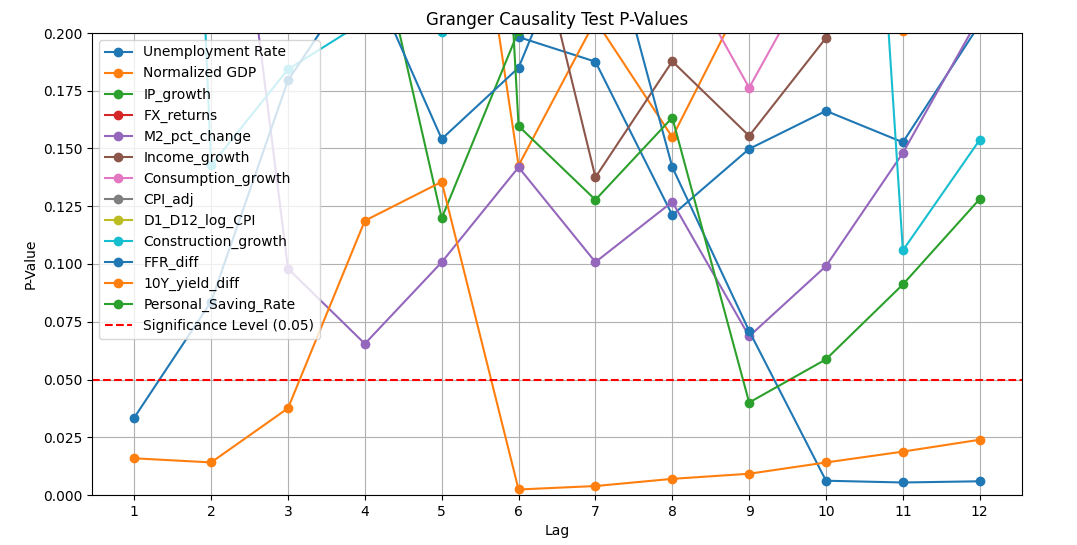 Granger Causality Test P-Values
0.200
0.175
0.150
0.125
0.100
0.075
0.050
0.025
0.000
P-Value
Unemployment Rate
Normalized GDP
IP_growth
FX_returns
M2_pct_change
Income_growth
Consumption_growth
CPI_adj
D1_D12_log_CPI
Construction_growth
FFR_diff
10Y_yield_diff
Personal_Saving_Rate
Significance Level (0.05)
1 2 3 4 5 6 7 8 9 10 11 12
Lag